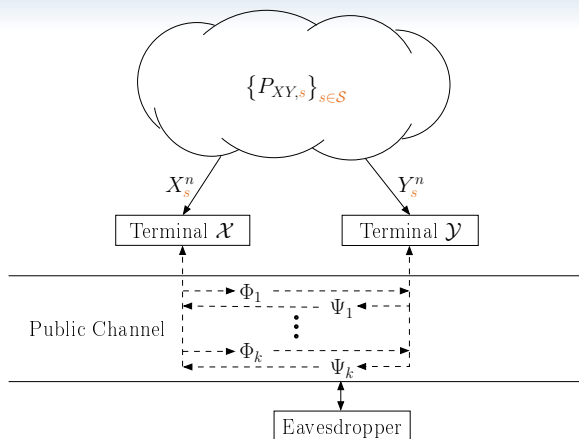 {P_{XY,s}}_{s∈𝒮}
X_s^n
Y_s^n
Terminal 𝒳
Terminal 𝒴
Φ_1
Ψ_1
Public Channel
Φ_k
Ψ_k
Eavesdropper